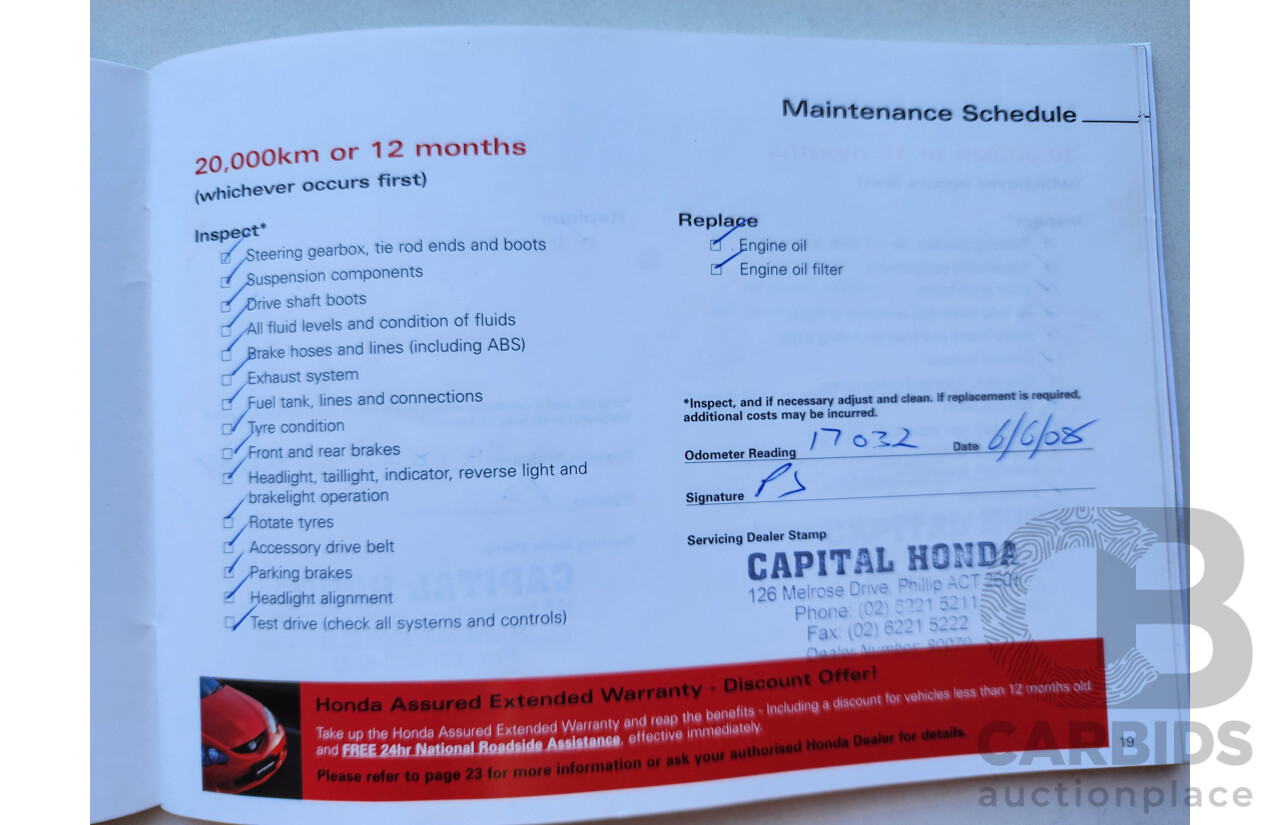 Maintenance Schedule
20,000km or 12 months
(whichever occurs first)
Inspect*
Steering gearbox, tie rod ends and boots
Suspension components
Drive shaft boots
All fluid levels and condition of fluids
Brake hoses and lines (including ABS)
Exhaust system
Fuel tank, lines and connections
Tyre condition
Front and rear brakes
Headlight, taillight, indicator, reverse light and
brakelight operation
Rotate tyres
Accessory drive belt
Parking brakes
Headlight alignment
Test drive (check all systems and controls)
Replace
Engine oil
Engine oil filter
*Inspect, and if necessary adjust and clean. If replacement is required,
additional costs may be incurred.
Odometer Reading 17032 Date 6/6/08
Signature PS
Servicing Dealer Stamp
CAPITAL HONDA
126 Melrose Drive, Phillip ACT
Phone: (02) 6221 5211
Fax: (02) 6221 5222
Dealer Number
Honda Assured Extended Warranty - Discount Offer!
Take up the Honda Assured Extended Warranty and reap the benefits - Including a discount for vehicles less than 12 months old
and FREE 24hr National Roadside Assistance, effective immediately.
Please refer to page 23 for more information or ask your authorised Honda Dealer for details.
19
CB
CARBIDS
auctionplace